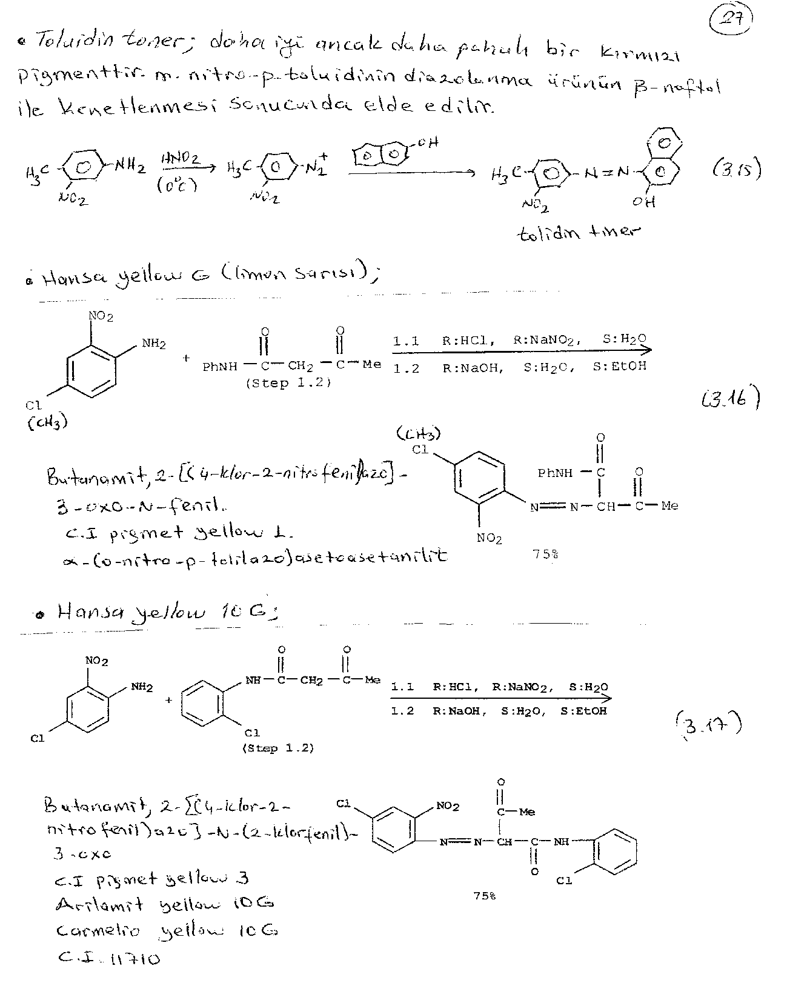 27
• Toluidin toner; daha iyi ancak daha pahalı bir kırmızı
pigmenttir. m. nitro-p-toluidinin diazolanma ürünün β-naftol
ile kenetlenmesi sonucunda elde edilir.
H3C NH2 NO2 HNO2 (0°C) H3C N2+ NO2 OH H3C N=N NO2 OH (3.15)
tolidin tiner
• Hansa yellow G (limon sarısı);
NO2
NH2
+
O O
PhNH — C — CH2 — C — Me
(Step 1.2)
1.1 R:HCl, R:NaNO2, S:H2O
1.2 R:NaOH, S:H2O, S:EtOH
Cl
(CH3)
(3.16)
(CH3)
Cl
O
PhNH — C O
N=N—CH—C—Me
NO2
75%
Butanamit, 2-[(4-klor-2-nitrofenil)azo]-
3-oxo-N-fenil.
C.I pigmet yellow 1.
α-(o-nitro-p-tolilazo)asetoasetanilit
• Hansa yellow 10 G;
NO2
NH2
+
O O
NH—C—CH2—C—Me
Cl
Cl
(Step 1.2)
1.1 R:HCl, R:NaNO2, S:H2O
1.2 R:NaOH, S:H2O, S:EtOH
(3.17)
Butanamit, 2-[(4-klor-2-
nitrofenil)azo]-N-(2-klorfenil)-
3-oxo
C.I pigmet yellow 3
Arilamit yellow 10G
Carmelio yellow 10G
C.I. 11710
O
Cl NO2 C—Me
N=N—CH—C—NH
O Cl
75%